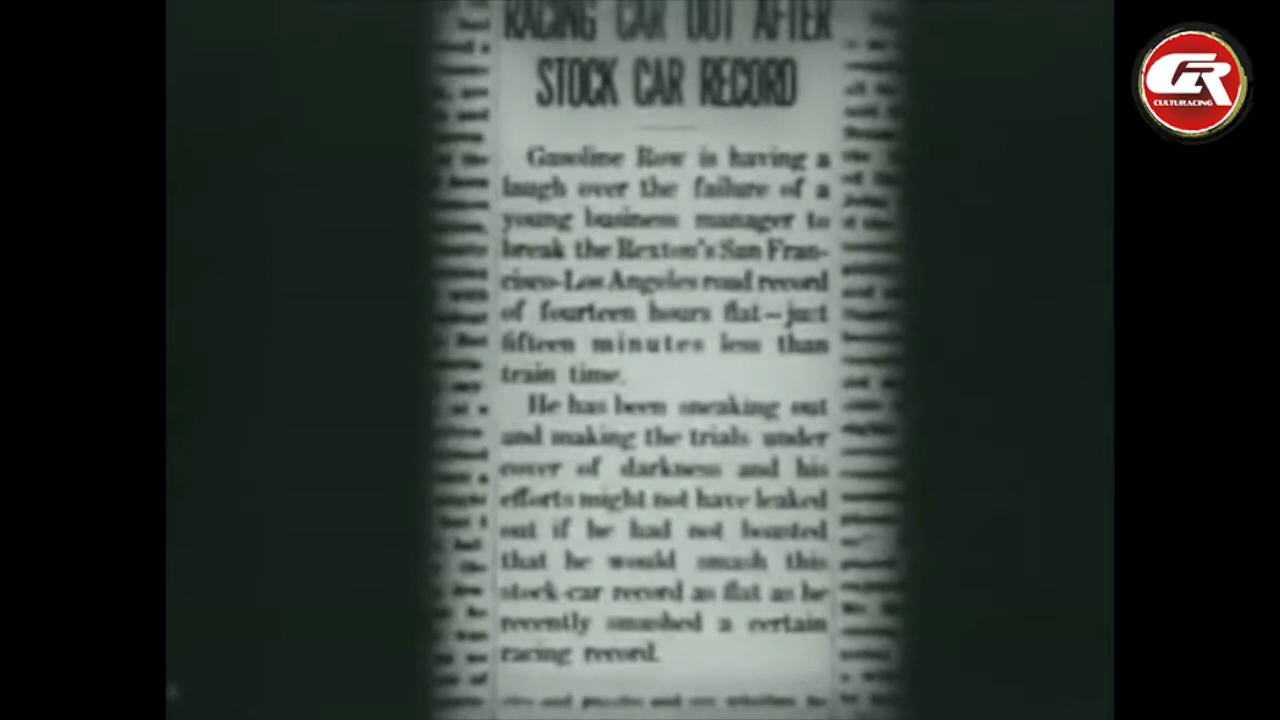 RACING CAR OUT AFTER
STOCK CAR RECORD
Gasoline Row is having a
laugh over the failure of a
young business manager to
break the Rexton's San Fran-
cisco-Los Angeles road record
of fourteen hours flat—just
fifteen minutes less than
train time.
He has been sneaking out
and making the trials under
cover of darkness and his
efforts might not have leaked
out if he had not boasted
that he would smash this
stock-car record as flat as he
recently smashed a certain
racing record.
CR
CULTURACING